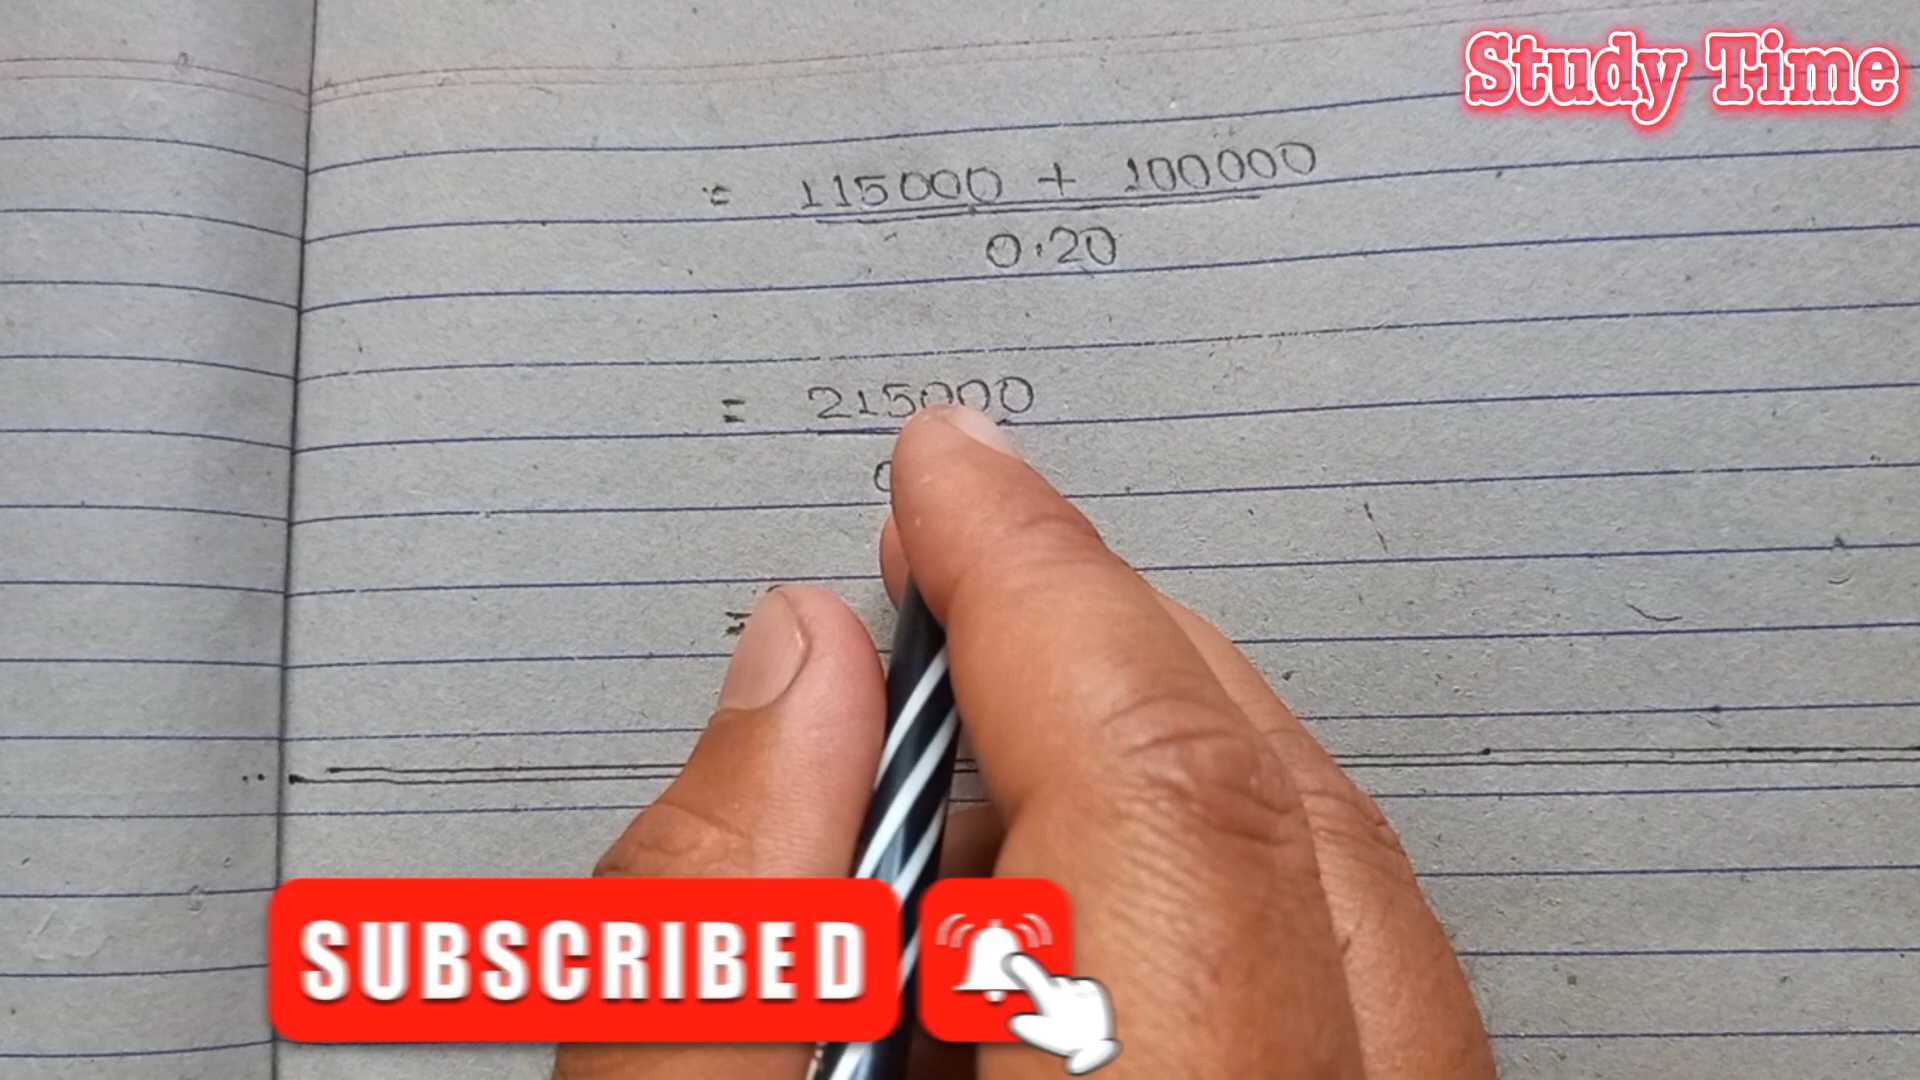 Study Time
= 115000 + 100000
0.20
= 215000
=
SUBSCRIBED